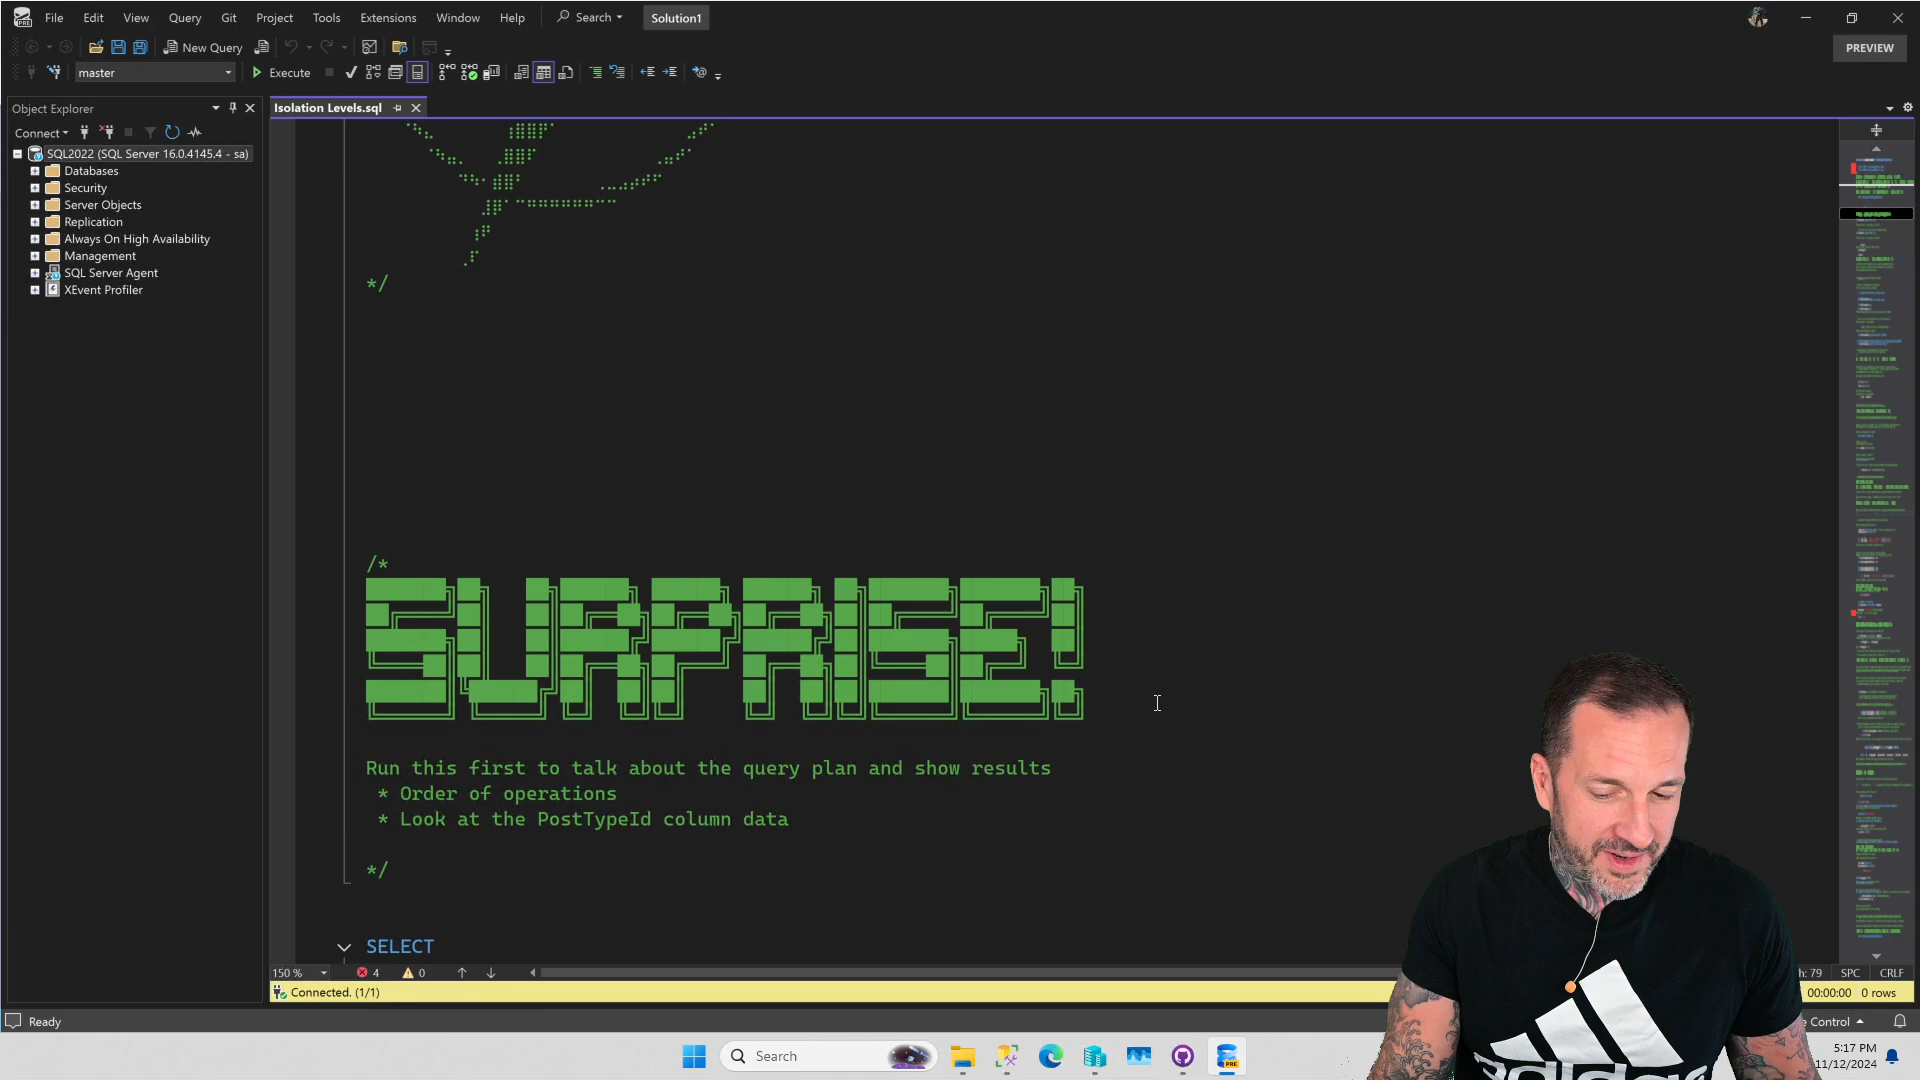 File Edit View Query Git Project Tools Extensions Window Help Search Solution1
New Query
PREVIEW
master Execute
Object Explorer
Isolation Levels.sql
Connect
SQL2022 (SQL Server 16.0.4145.4 - sa)
Databases
Security
Server Objects
Replication
Always On High Availability
Management
SQL Server Agent
XEvent Profiler
*/
/*
SURPRISE!
Run this first to talk about the query plan and show results
* Order of operations
* Look at the PostTypeId column data
*/
SELECT
150 % 4 0 h: 79 SPC CRLF
Connected. (1/1) 00:00:00 0 rows
Ready Control
Search
PRE
5:17 PM
11/12/2024